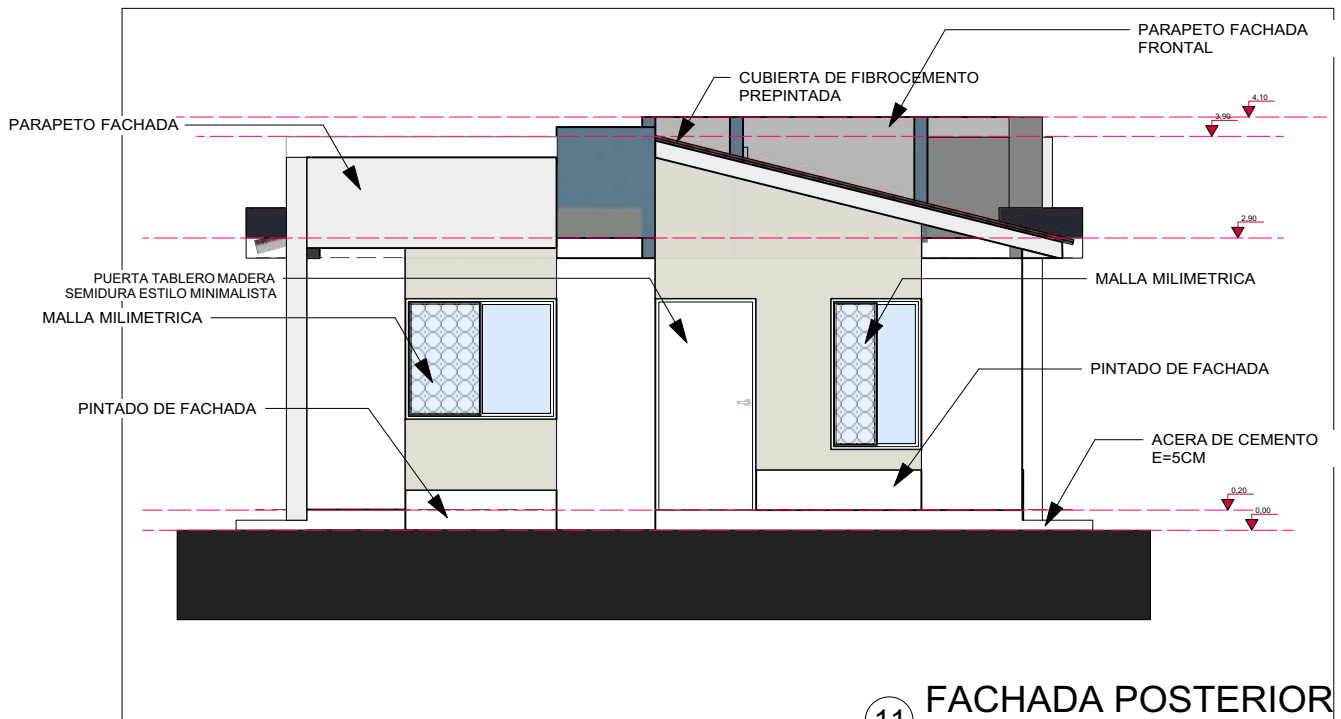 PARAPETO FACHADA
FRONTAL
CUBIERTA DE FIBROCEMENTO
PREPINTADA
4,10
3,90
PARAPETO FACHADA
2,90
PUERTA TABLERO MADERA
SEMIDURA ESTILO MINIMALISTA
MALLA MILIMETRICA
MALLA MILIMETRICA
PINTADO DE FACHADA
PINTADO DE FACHADA
ACERA DE CEMENTO
E=5CM
0,20
0,00
11
FACHADA POSTERIOR